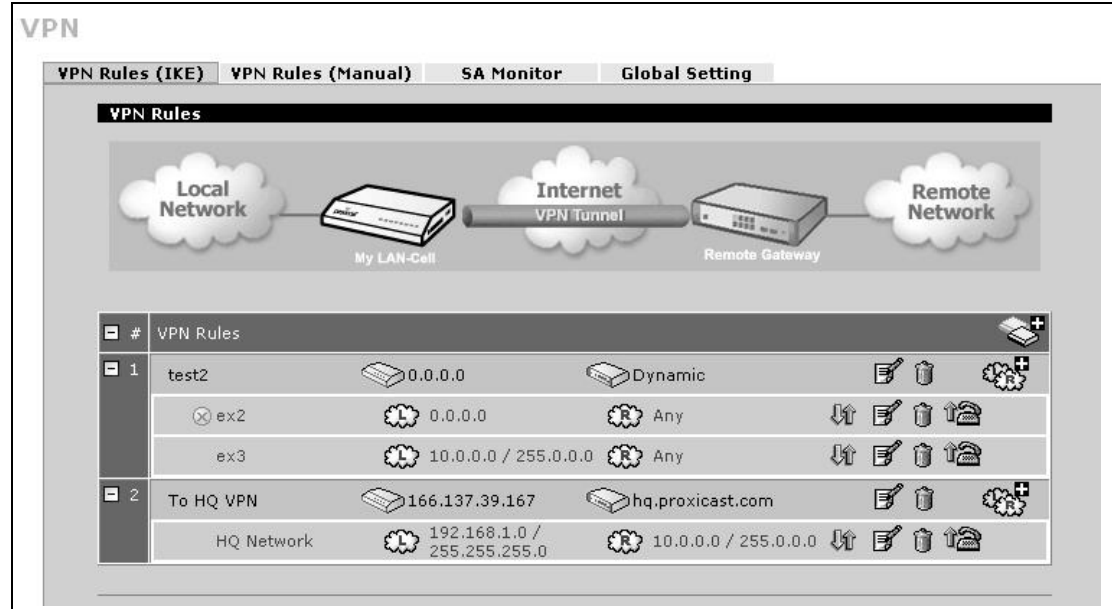 VPN
VPN Rules (IKE) VPN Rules (Manual) SA Monitor Global Setting
VPN Rules
Local Network
Internet
VPN Tunnel
Remote Network
My LAN-Cell
Remote Gateway
# VPN Rules
1 test2 0.0.0.0 Dynamic R
ex2 L 0.0.0.0 R Any
ex3 L 10.0.0.0 / 255.0.0.0 R Any
2 To HQ VPN 166.137.39.167 hq.proxicast.com R
HQ Network L 192.168.1.0 / 255.255.255.0 R 10.0.0.0 / 255.0.0.0